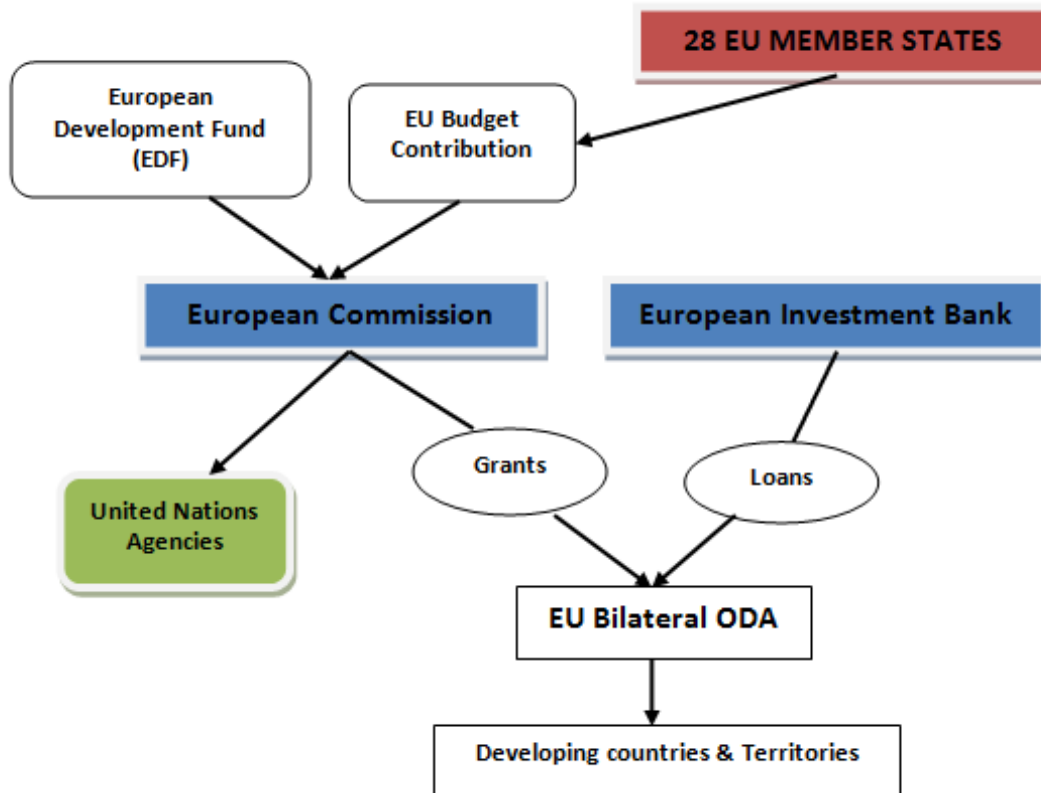 28 EU MEMBER STATES
European
Development Fund
(EDF)
EU Budget
Contribution
European Commission
European Investment Bank
Grants
Loans
United Nations
Agencies
EU Bilateral ODA
Developing countries & Territories